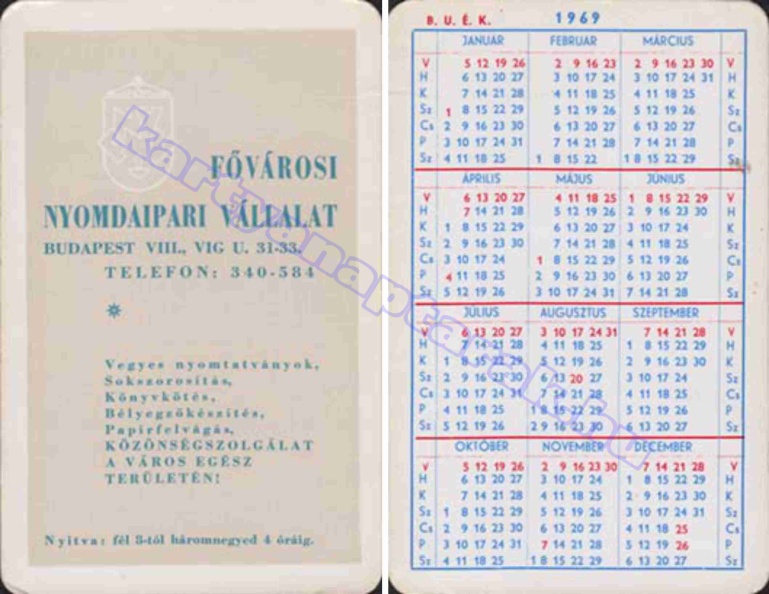 FŐVÁROSI
NYOMDAIPARI VÁLLALAT
BUDAPEST VIII., VIG U. 31-33.
TELEFON: 340-584
Vegyes nyomtatványok,
Sokszorosítás,
Könyvkötés,
Bélyegzőkészítés,
Papirfelvágás,
KÖZÖNSÉGSZOLGÁLAT
A VÁROS EGÉSZ
TERÜLETÉN!
Nyitva: fél 8-tól háromnegyed 4 óráig.
kartyanaptarak.hu
B. U. É. K. 1969
JANUÁR FEBRUÁR MÁRCIUS
V 5 12 19 26 2 9 16 23 2 9 16 23 30 V
H 6 13 20 27 3 10 17 24 3 10 17 24 31 H
K 7 14 21 28 4 11 18 25 4 11 18 25 K
Sz 1 8 15 22 29 5 12 19 26 5 12 19 26 Sz
Cs 2 9 16 23 30 6 13 20 27 6 13 20 27 Cs
P 3 10 17 24 31 7 14 21 28 7 14 21 28 P
Sz 4 11 18 25 1 8 15 22 1 8 15 22 29 Sz
ÁPRILIS MÁJUS JÚNIUS
V 6 13 20 27 4 11 18 25 1 8 15 22 29 V
H 7 14 21 28 5 12 19 26 2 9 16 23 30 H
K 1 8 15 22 29 6 13 20 27 3 10 17 24 K
Sz 2 9 16 23 30 7 14 21 28 4 11 18 25 Sz
Cs 3 10 17 24 1 8 15 22 29 5 12 19 26 Cs
P 4 11 18 25 2 9 16 23 30 6 13 20 27 P
Sz 5 12 19 26 3 10 17 24 31 7 14 21 28 Sz
JÚLIUS AUGUSZTUS SZEPTEMBER
V 6 13 20 27 3 10 17 24 31 7 14 21 28 V
H 7 14 21 28 4 11 18 25 1 8 15 22 29 H
K 1 8 15 22 29 5 12 19 26 2 9 16 23 30 K
Sz 2 9 16 23 30 6 13 20 27 3 10 17 24 Sz
Cs 3 10 17 24 31 7 14 21 28 4 11 18 25 Cs
P 4 11 18 25 1 8 15 22 29 5 12 19 26 P
Sz 5 12 19 26 2 9 16 23 30 6 13 20 27 Sz
OKTÓBER NOVEMBER DECEMBER
V 5 12 19 26 2 9 16 23 30 7 14 21 28 V
H 6 13 20 27 3 10 17 24 1 8 15 22 29 H
K 7 14 21 28 4 11 18 25 2 9 16 23 30 K
Sz 1 8 15 22 29 5 12 19 26 3 10 17 24 31 Sz
Cs 2 9 16 23 30 6 13 20 27 4 11 18 25 Cs
P 3 10 17 24 31 7 14 21 28 5 12 19 26 P
Sz 4 11 18 25 1 8 15 22 29 6 13 20 27 Sz